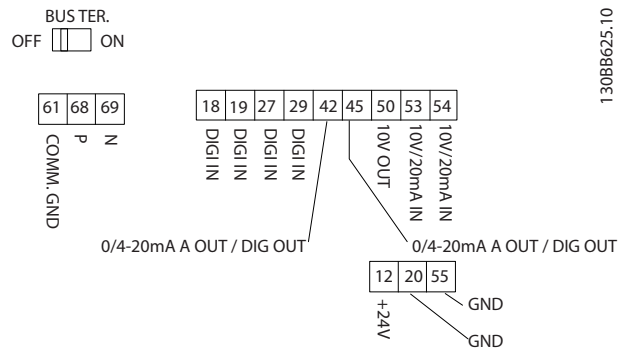 BUS TER.
OFF ON
130BB625.10
61 68 69
COMM. GND
P
N
18 19 27 29 42 45 50 53 54
DIGI IN
DIGI IN
DIGI IN
DIGI IN
10V OUT
10V/20mA IN
10V/20mA IN
0/4-20mA A OUT / DIG OUT
0/4-20mA A OUT / DIG OUT
12 20 55
+24V
GND
GND